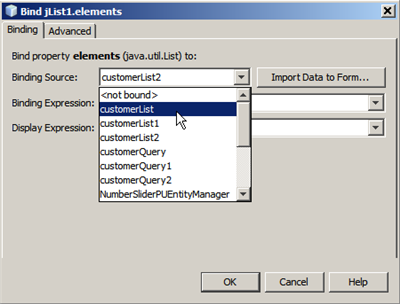 Bind jList1.elements
Binding Advanced
Bind property elements (java.util.List) to:
Binding Source: customerList2 Import Data to Form...
<not bound>
Binding Expression: customerList
customerList1
Display Expression: customerList2
customerQuery
customerQuery1
customerQuery2
NumberSliderPUEntityManager
OK Cancel Help